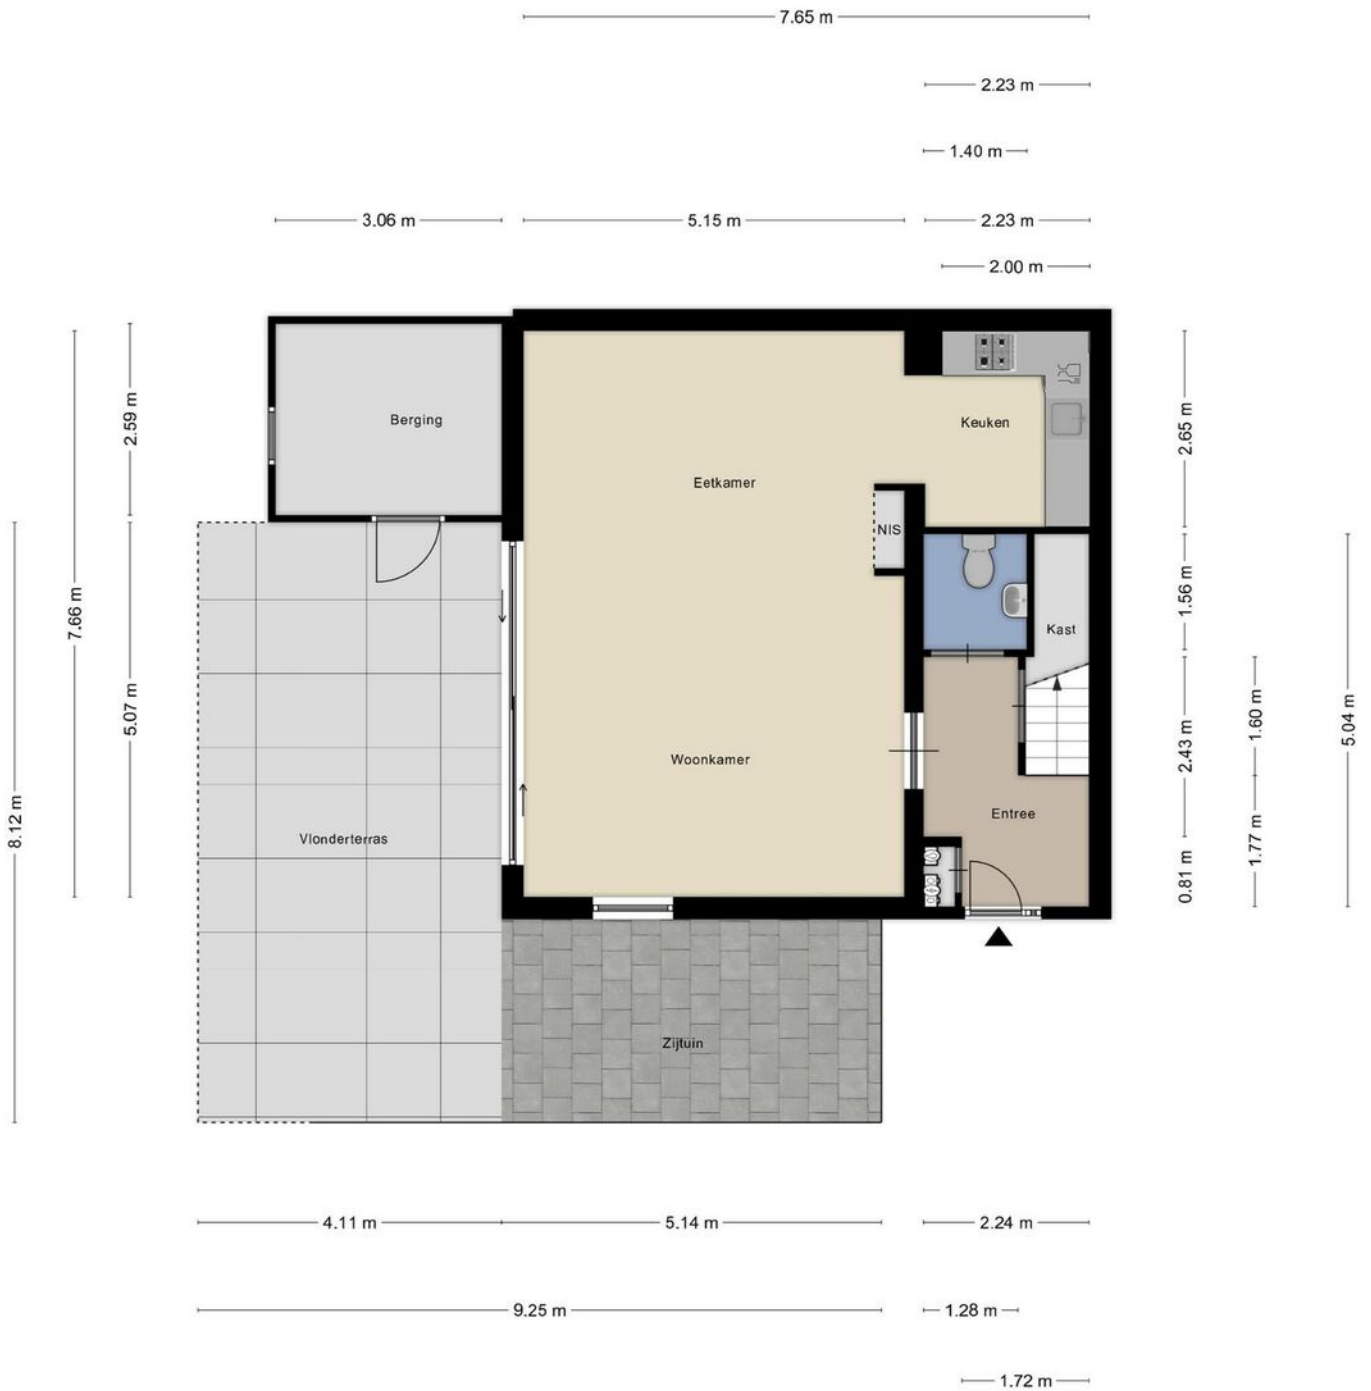 7.65 m
2.23 m
1.40 m
3.06 m
5.15 m
2.23 m
2.00 m
7.66 m
2.59 m
5.07 m
8.12 m
Berging
Eetkamer
Keuken
NIS
Kast
Woonkamer
Entree
Vlonderterras
Zijtuin
2.65 m
1.56 m
2.43 m
0.81 m
1.60 m
1.77 m
5.04 m
4.11 m
5.14 m
2.24 m
9.25 m
1.28 m
1.72 m